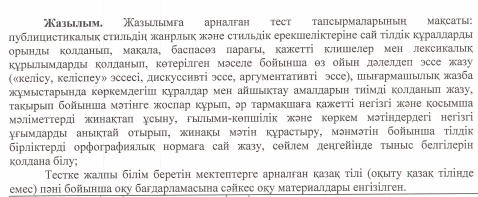 Жазылым. Жазылымға арналған тест тапсырмаларының мақсаты:
публицистикалық стильдің жанрлық және стильдік ерекшеліктеріне сай тілдік құралдарды
орынды қолданып, мақала, баспасөз парағы, қажетті клишелер мен лексикалық
құрылымдарды қолданып, көтерілген мәселе бойынша өз ойын дәлелдеп эссе жазу
(«келісу, келіспеу» эссесі, дискуссивті эссе, аргументативті эссе), шығармашылық жазба
жұмыстарында көркемдегіш құралдар мен айшықтау амалдарын тиімді қолданып жазу,
тақырып бойынша мәтінге жоспар құрып, әр тармақшаға қажетті негізгі және қосымша
мәліметтерді жинақтап ұсыну, ғылыми-көпшілік және көркем мәтіндердегі негізгі
ұғымдарды анықтай отырып, жинақы мәтін құрастыру, мәнмәтін бойынша тілдік
бірліктерді орфографиялық нормаға сай жазу, сөйлем деңгейінде тыныс белгілерін
қолдана білу;
Тестке жалпы білім беретін мектептерге арналған қазақ тілі (оқыту қазақ тілінде
емес) пәні бойынша оқу бағдарламасына сәйкес оқу материалдары енгізілген.